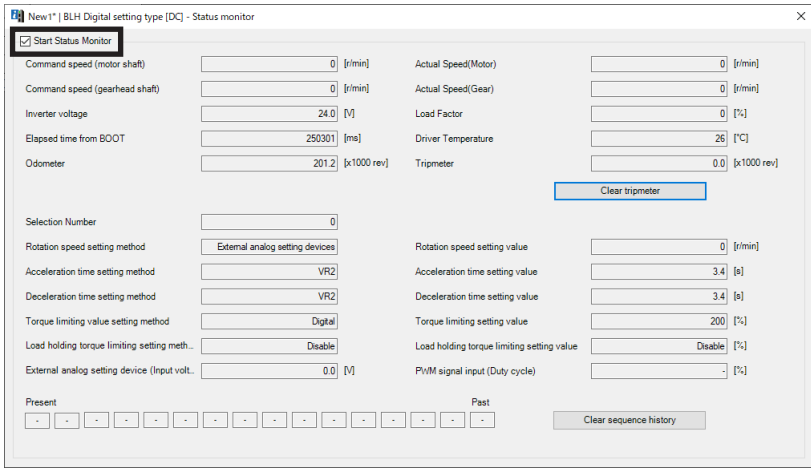 New1* | BLH Digital setting type [DC] - Status monitor
Start Status Monitor
Command speed (motor shaft) 0 [r/min] Actual Speed(Motor) 0 [r/min]
Command speed (gearhead shaft) 0 [r/min] Actual Speed(Gear) 0 [r/min]
Inverter voltage 24.0 [V] Load Factor 0 [%]
Elapsed time from BOOT 250301 [ms] Driver Temperature 26 [°C]
Odometer 201.2 [x1000 rev] Tripmeter 0.0 [x1000 rev]
Clear tripmeter
Selection Number 0
Rotation speed setting method External analog setting devices Rotation speed setting value 0 [r/min]
Acceleration time setting method VR2 Acceleration time setting value 3.4 [s]
Deceleration time setting method VR2 Deceleration time setting value 3.4 [s]
Torque limiting value setting method Digital Torque limiting setting value 200 [%]
Load holding torque limiting setting meth... Disable Load holding torque limiting setting value Disable [%]
External analog setting device (Input volt... 0.0 [V] PWM signal input (Duty cycle) - [%]
Present Past
- - - - - - - - - - - - - - - - Clear sequence history